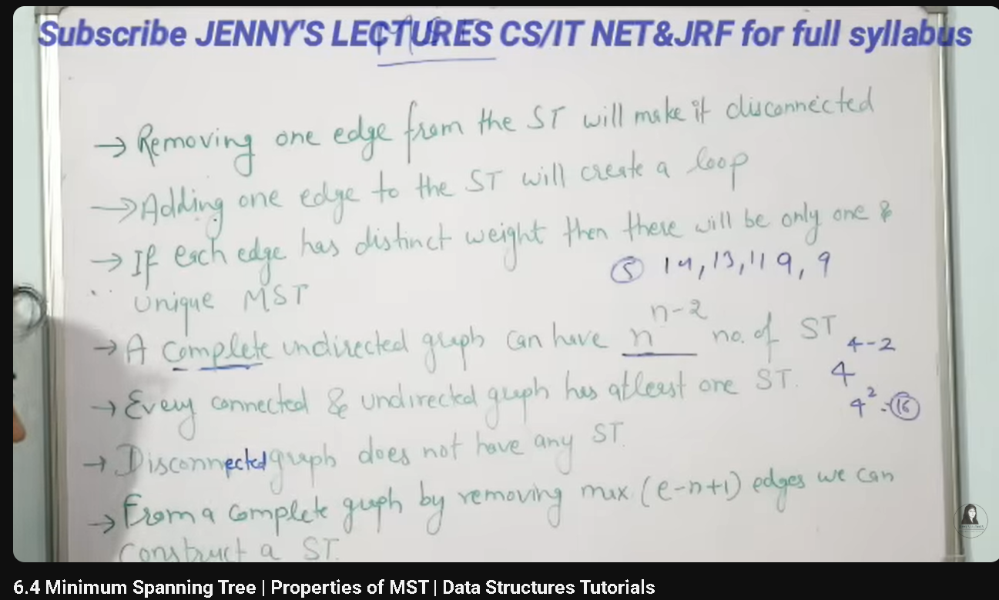 Subscribe JENNY'S LECTURES CS/IT NET&JRF for full syllabus
→ Removing one edge from the ST will make it disconnected
→ Adding one edge to the ST will create a loop
→ If each edge has distinct weight then there will be only one &
unique MST
⑤ 14, 13, 11 9, 9
→ A complete undirected graph can have n^(n-2) no. of ST
4^(4-2)
→ Every connected & undirected graph has atleast one ST.
4^2 = 16
→ Disconnected graph does not have any ST.
→ From a complete graph by removing max (e-n+1) edges we can
construct a ST.
6.4 Minimum Spanning Tree | Properties of MST | Data Structures Tutorials